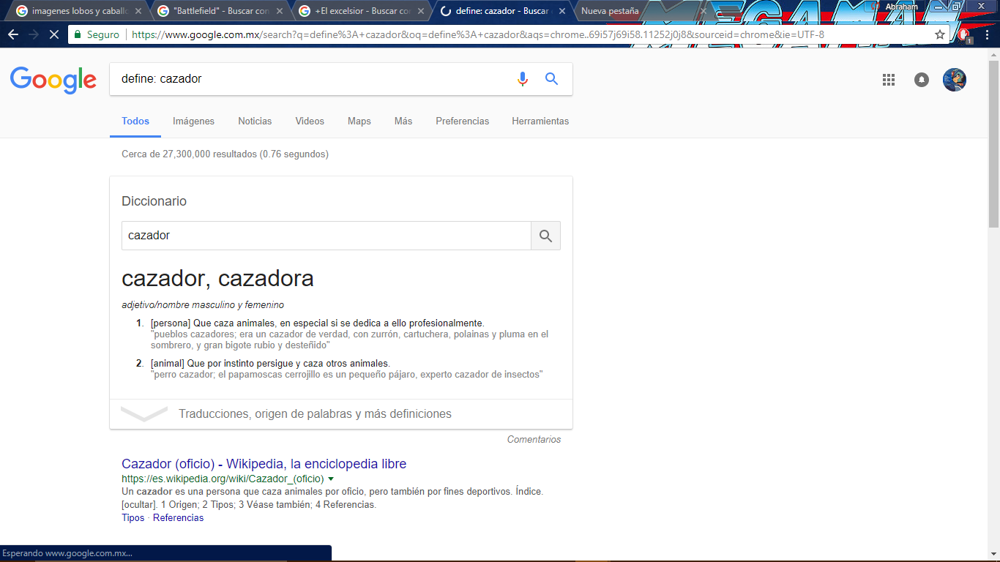 imagenes lobos y caballo
"Battlefield" - Buscar con
+El excelsior - Buscar con
define: cazador - Buscar
Nueva pestaña
MEGAMAN
Abraham
Seguro
https://www.google.com.mx/search?q=define%3A+cazador&oq=define%3A+cazador&aqs=chrome..69i57j69i58.11252j0j8&sourceid=chrome&ie=UTF-8
1
Google
define: cazador
Todos
Imágenes
Noticias
Videos
Maps
Más
Preferencias
Herramientas
Cerca de 27,300,000 resultados (0.76 segundos)
Diccionario
cazador
cazador, cazadora
adjetivo/nombre masculino y femenino
1. [persona] Que caza animales, en especial si se dedica a ello profesionalmente.
"pueblos cazadores; era un cazador de verdad, con zurrón, cartuchera, polainas y pluma en el
sombrero, y gran bigote rubio y desteñido"
2. [animal] Que por instinto persigue y caza otros animales.
"perro cazador; el papamoscas cerrojillo es un pequeño pájaro, experto cazador de insectos"
Traducciones, origen de palabras y más definiciones
Comentarios
Cazador (oficio) - Wikipedia, la enciclopedia libre
https://es.wikipedia.org/wiki/Cazador_(oficio)
Un cazador es una persona que caza animales por oficio, pero también por fines deportivos. Índice.
[ocultar]. 1 Origen; 2 Tipos; 3 Véase también; 4 Referencias.
Tipos · Referencias
Esperando www.google.com.mx...